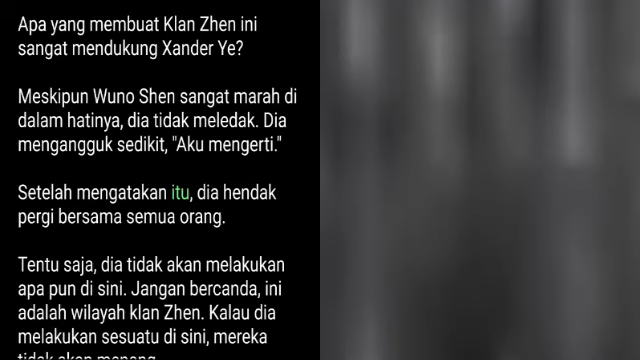 Apa yang membuat Klan Zhen ini
sangat mendukung Xander Ye?
Meskipun Wuno Shen sangat marah di
dalam hatinya, dia tidak meledak. Dia
mengangguk sedikit, "Aku mengerti."
Setelah mengatakan itu, dia hendak
pergi bersama semua orang.
Tentu saja, dia tidak akan melakukan
apa pun di sini. Jangan bercanda, ini
adalah wilayah klan Zhen. Kalau dia
melakukan sesuatu di sini, mereka
tidak akan menang